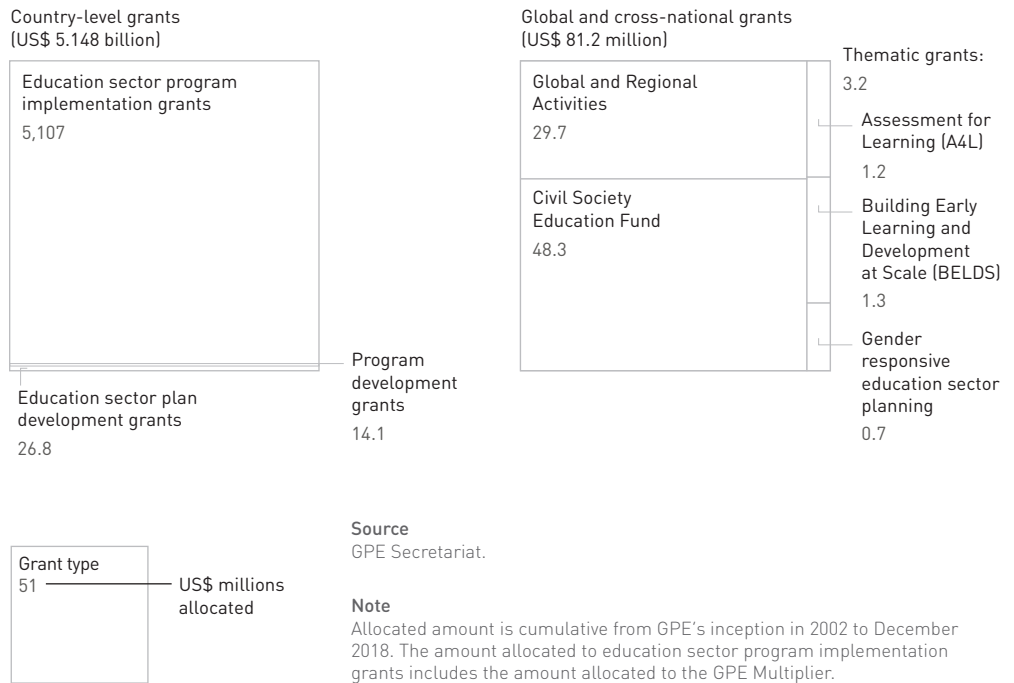 Country-level grants
(US$ 5.148 billion)
Education sector program
implementation grants
5,107
Program
development
grants
14.1
Education sector plan
development grants
26.8
Global and cross-national grants
(US$ 81.2 million)
Global and Regional
Activities
29.7
Civil Society
Education Fund
48.3
Thematic grants:
3.2
Assessment for
Learning (A4L)
1.2
Building Early
Learning and
Development
at Scale (BELDS)
1.3
Gender
responsive
education sector
planning
0.7
Grant type
51
US$ millions
allocated
Source
GPE Secretariat.
Note
Allocated amount is cumulative from GPE's inception in 2002 to December
2018. The amount allocated to education sector program implementation
grants includes the amount allocated to the GPE Multiplier.